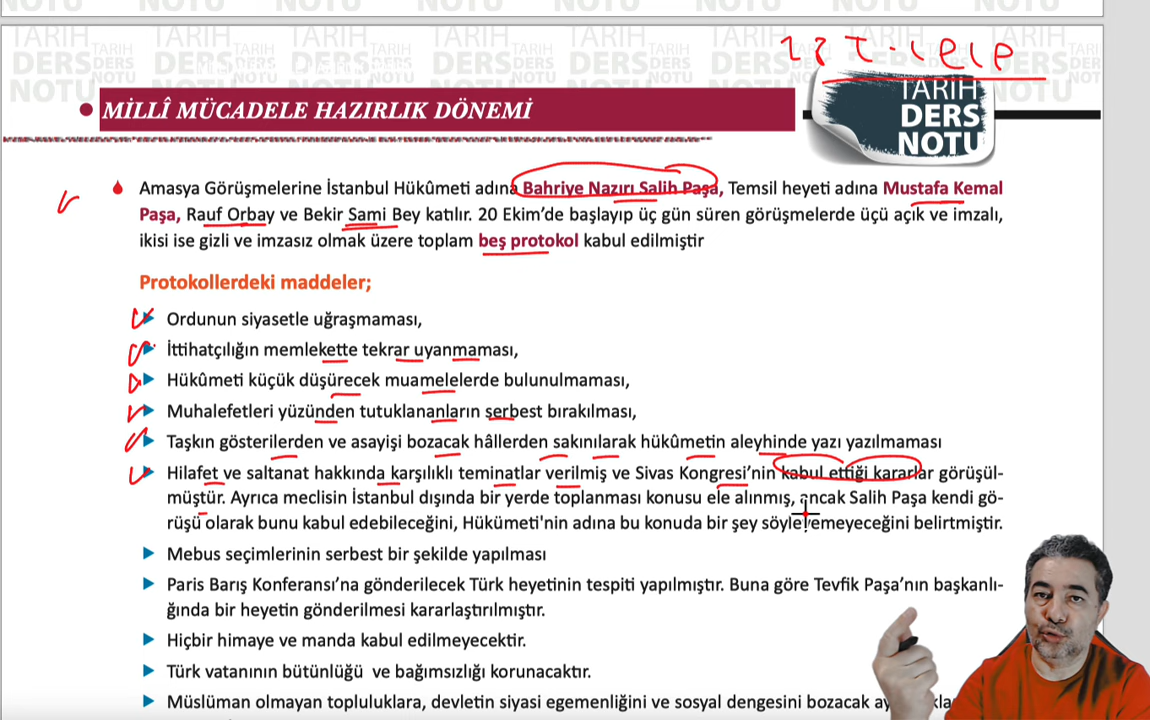 23 T.
MİLLÎ MÜCADELE HAZIRLIK DÖNEMİ
TARİH
DERS
NOTU
Amasya Görüşmelerine İstanbul Hükûmeti adına Bahriye Nazırı Salih Paşa, Temsil heyeti adına Mustafa Kemal
Paşa, Rauf Orbay ve Bekir Sami Bey katılır. 20 Ekim’de başlayıp üç gün süren görüşmelerde üçü açık ve imzalı,
ikisi ise gizli ve imzasız olmak üzere toplam beş protokol kabul edilmiştir
Protokollerdeki maddeler;
Ordunun siyasetle uğraşmaması,
İttihatçılığın memlekette tekrar uyanmaması,
Hükûmeti küçük düşürecek muamelelerde bulunulmaması,
Muhalefetleri yüzünden tutuklananların serbest bırakılması,
Taşkın gösterilerden ve asayişi bozacak hâllerden sakınılarak hükûmetin aleyhinde yazı yazılmaması
Hilafet ve saltanat hakkında karşılıklı teminatlar verilmiş ve Sivas Kongresi’nin kabul ettiği kararlar görüşül-
müştür. Ayrıca meclisin İstanbul dışında bir yerde toplanması konusu ele alınmış, ancak Salih Paşa kendi gö-
rüşü olarak bunu kabul edebileceğini, Hükümeti'nin adına bu konuda bir şey söyleyemeyeceğini belirtmiştir.
Mebus seçimlerinin serbest bir şekilde yapılması
Paris Barış Konferansı’na gönderilecek Türk heyetinin tespiti yapılmıştır. Buna göre Tevfik Paşa’nın başkanlı-
ğında bir heyetin gönderilmesi kararlaştırılmıştır.
Hiçbir himaye ve manda kabul edilmeyecektir.
Türk vatanının bütünlüğü ve bağımsızlığı korunacaktır.
Müslüman olmayan topluluklara, devletin siyasi egemenliğini ve sosyal dengesini bozacak